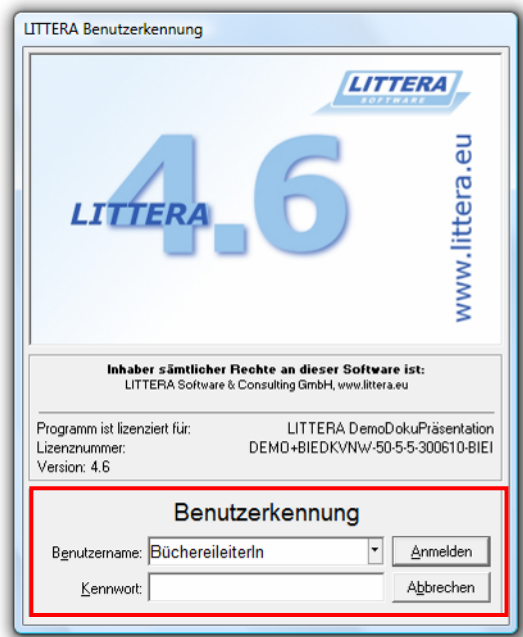 LITTERA Benutzerkennung
LITTERA
SOFTWARE
4.6
LITTERA
www.littera.eu
Inhaber sämtlicher Rechte an dieser Software ist:
LITTERA Software & Consulting GmbH, www.littera.eu
Programm ist lizenziert für: LITTERA DemoDokuPräsentation
Lizenznummer: DEMO+BIEDKVNW-50-5-5-300610-BIEI
Version: 4.6
Benutzerkennung
Benutzername: BüchereileiterIn Anmelden
Kennwort: Abbrechen